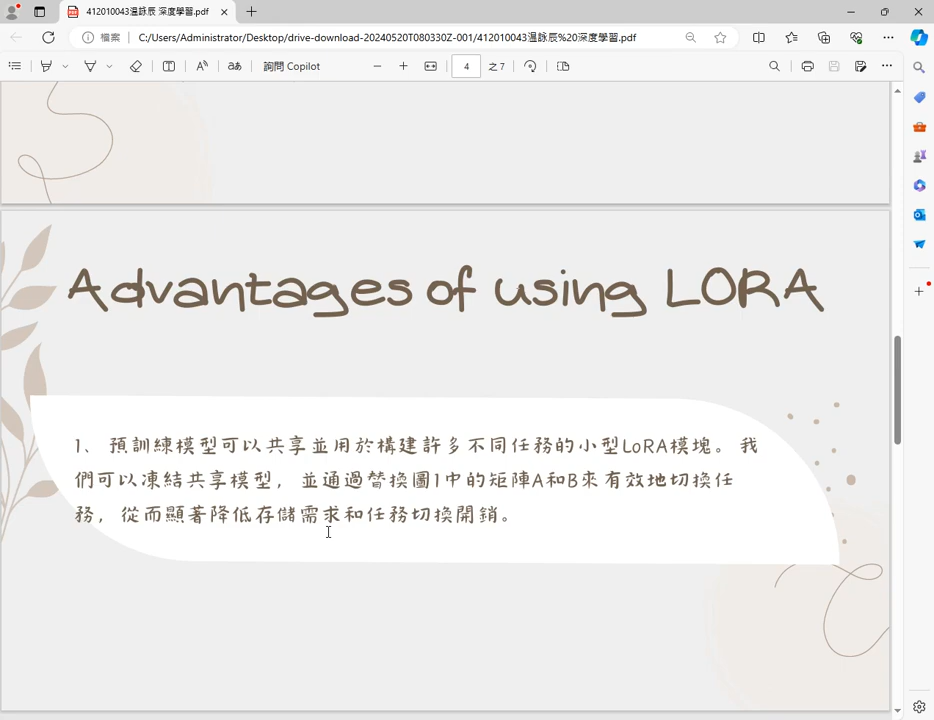 412010043溫詠辰 深度學習.pdf
檔案
C:/Users/Administrator/Desktop/drive-download-20240520T080330Z-001/412010043溫詠辰%20深度學習.pdf
詢問 Copilot
4
之 7
Advantages of using LORA
1、 預訓練模型可以共享並用於構建許多不同任務的小型LoRA模塊。 我
們可以凍結共享模型， 並通過替換圖1中的矩陣A和B來有效地切換任
務， 從而顯著降低存儲需求和任務切換開銷。